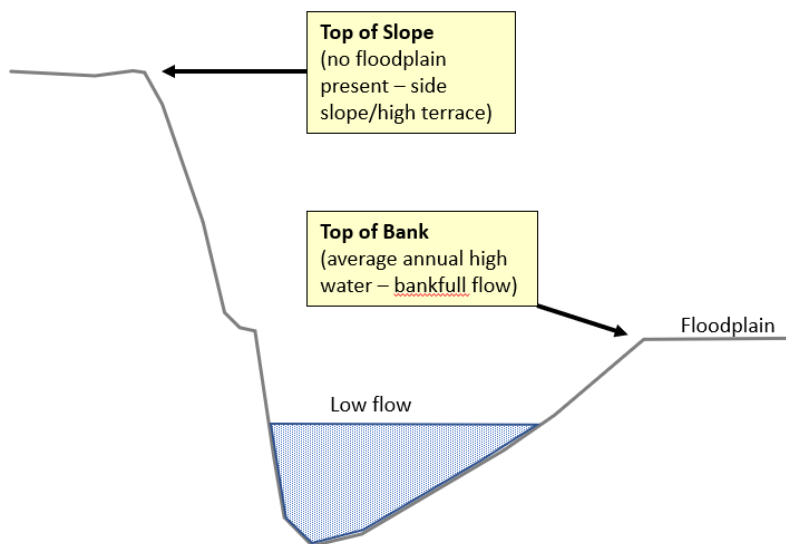 Top of Slope
(no floodplain
present – side
slope/high terrace)
Top of Bank
(average annual high
water – bankfull flow)
Floodplain
Low flow